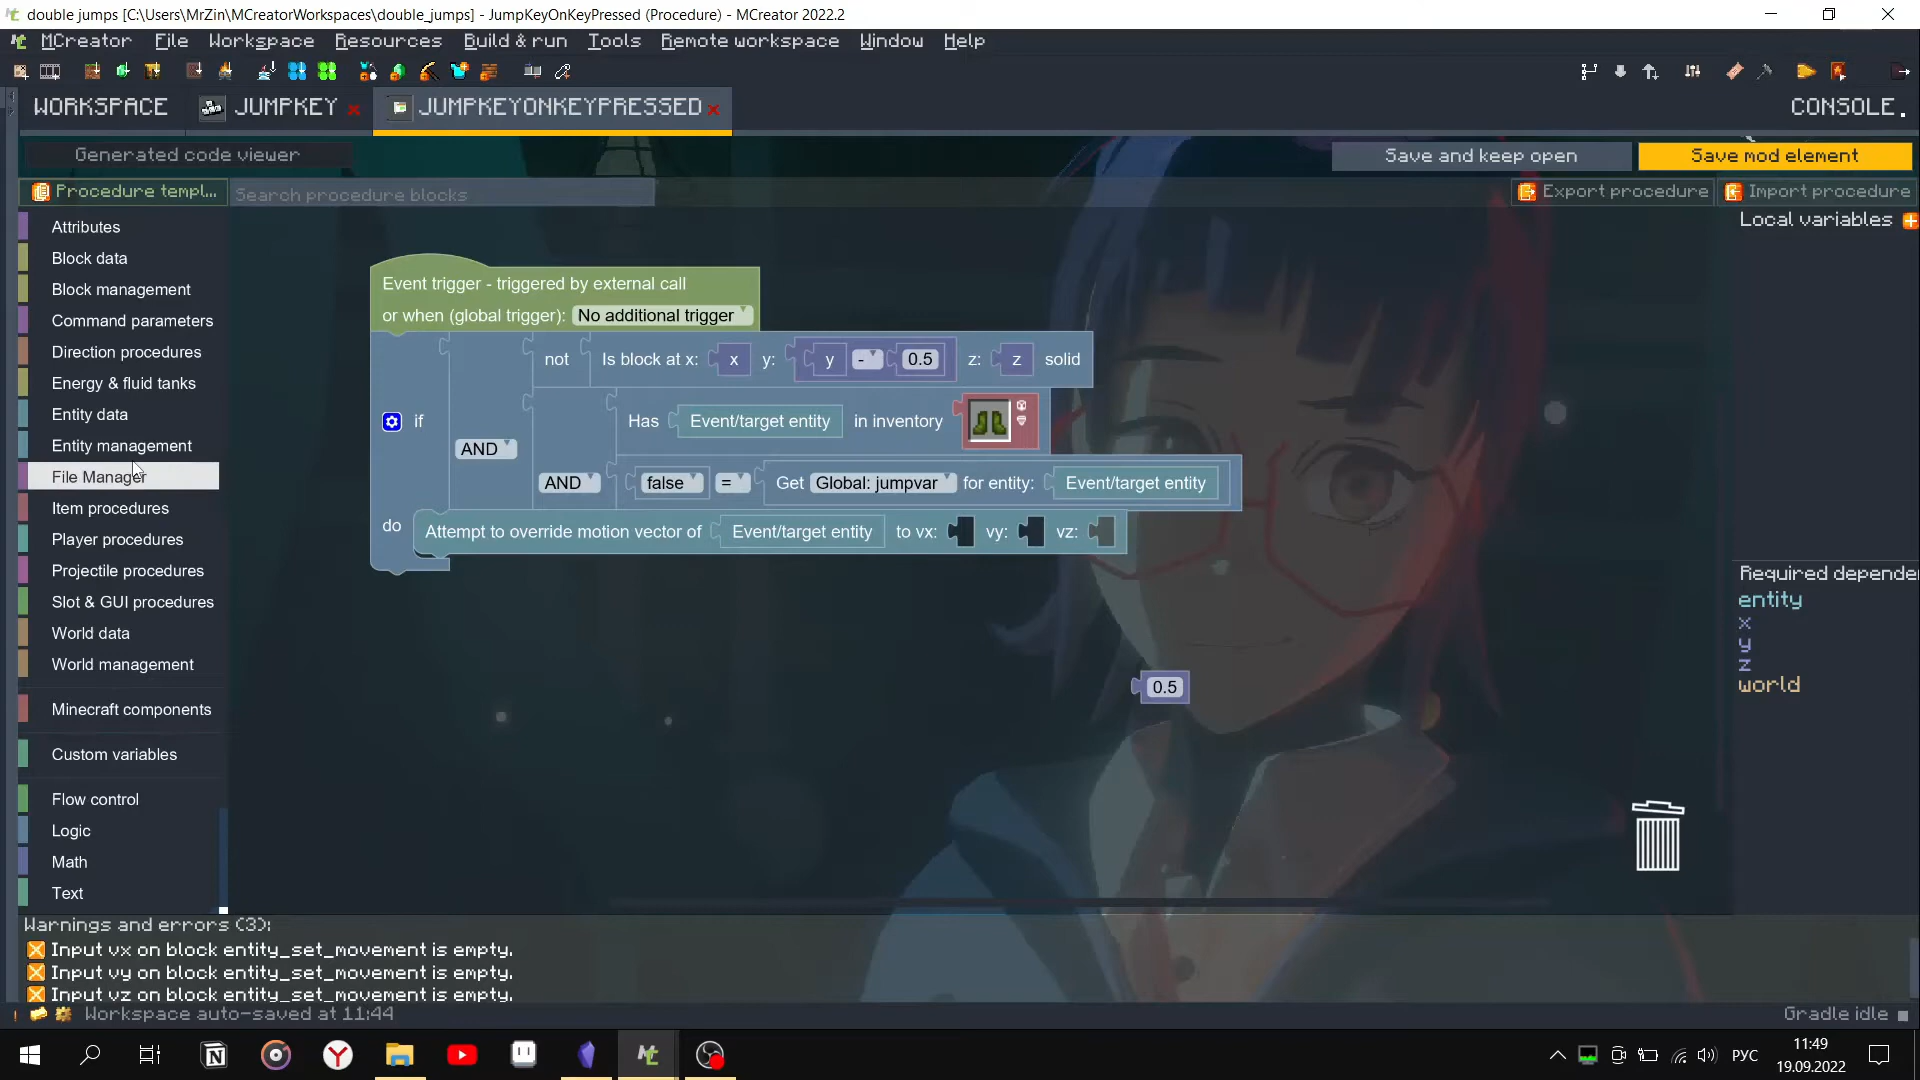 double jumps [C:\Users\MrZin\MCreatorWorkspaces\double_jumps] - JumpKeyOnKeyPressed (Procedure) - MCreator 2022.2
MCreator File Workspace Resources Build & run Tools Remote workspace Window Help
WORKSPACE JUMPKEY JUMPKEYONKEYPRESSED CONSOLE
Generated code viewer Save and keep open Save mod element
Procedure templ... Search procedure blocks Export procedure Import procedure
Attributes
Block data
Block management
Command parameters
Direction procedures
Energy & fluid tanks
Entity data
Entity management
File Manager
Item procedures
Player procedures
Projectile procedures
Slot & GUI procedures
World data
World management
Minecraft components
Custom variables
Flow control
Logic
Math
Text
Event trigger - triggered by external call
or when (global trigger): No additional trigger
not Is block at x: x y: y - 0.5 z: z solid
if
Has Event/target entity in inventory
AND
AND false = Get Global: jumpvar for entity: Event/target entity
do Attempt to override motion vector of Event/target entity to vx: vy: vz:
0.5
Local variables
Required depende
entity
x
y
z
world
Warnings and errors (3):
Input vx on block entity_set_movement is empty.
Input vy on block entity_set_movement is empty.
Input vz on block entity_set_movement is empty.
Workspace auto-saved at 11:44 Gradle idle
РУС
11:49
19.09.2022